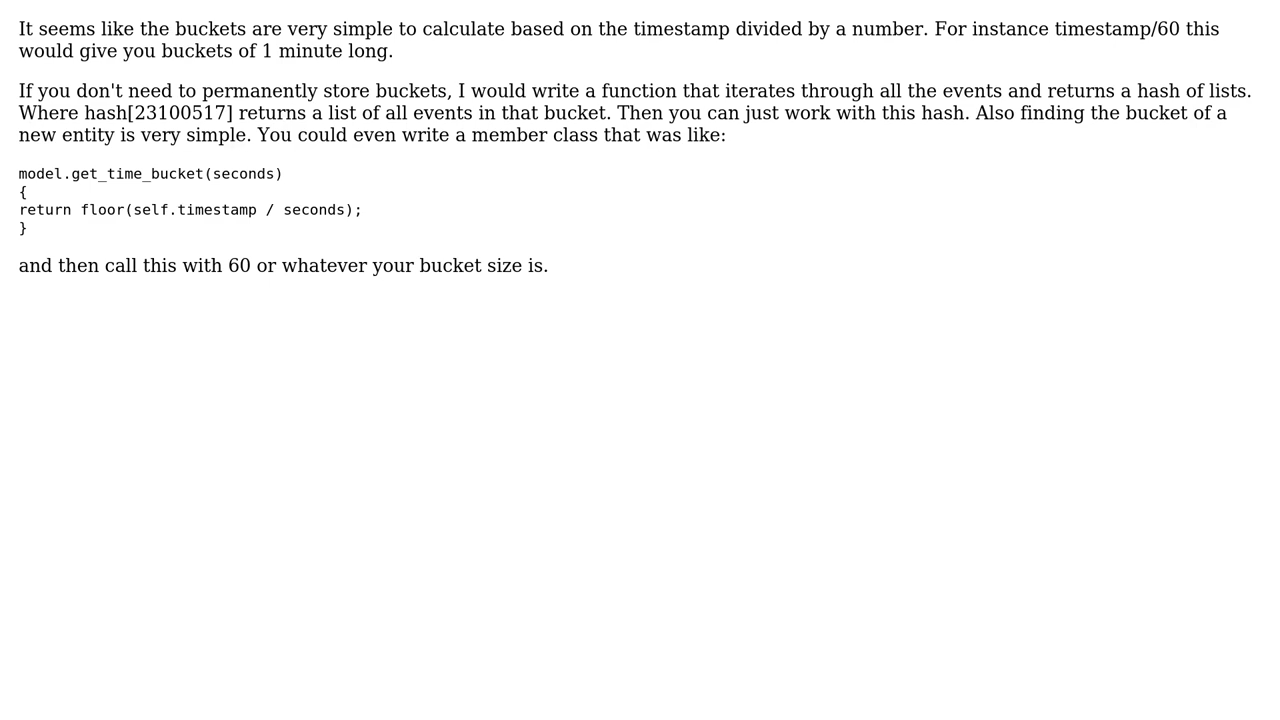 It seems like the buckets are very simple to calculate based on the timestamp divided by a number. For instance timestamp/60 this
would give you buckets of 1 minute long.
If you don't need to permanently store buckets, I would write a function that iterates through all the events and returns a hash of lists.
Where hash[23100517] returns a list of all events in that bucket. Then you can just work with this hash. Also finding the bucket of a
new entity is very simple. You could even write a member class that was like:
model.get_time_bucket(seconds)
{
return floor(self.timestamp / seconds);
}
and then call this with 60 or whatever your bucket size is.